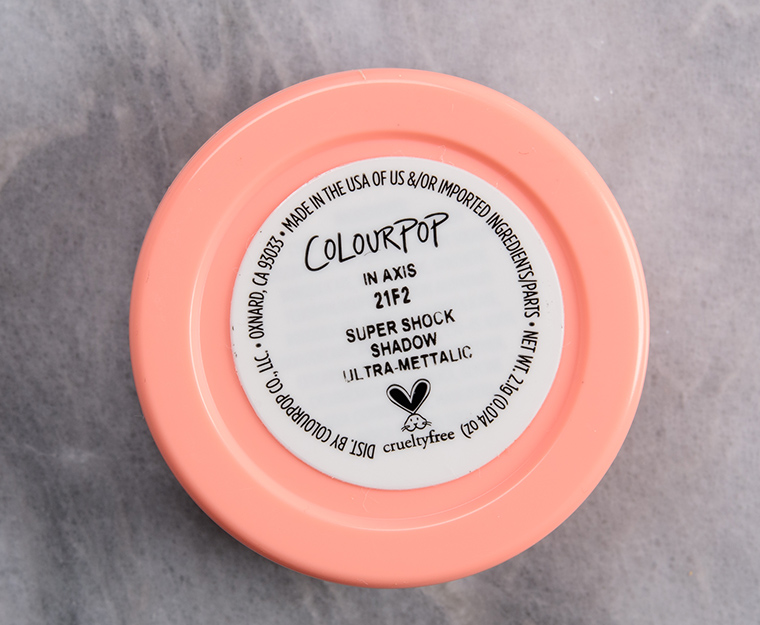 COLOURPOP
IN AXIS
21F2
SUPER SHOCK
SHADOW
ULTRA-METTALIC
crueltyfree
DIST. BY COLOURPOP CO., LLC. • OXNARD, CA 93033 • MADE IN THE USA OF US &/OR IMPORTED INGREDIENTS/PARTS • NET WT. 2.1g (0.074 oz)